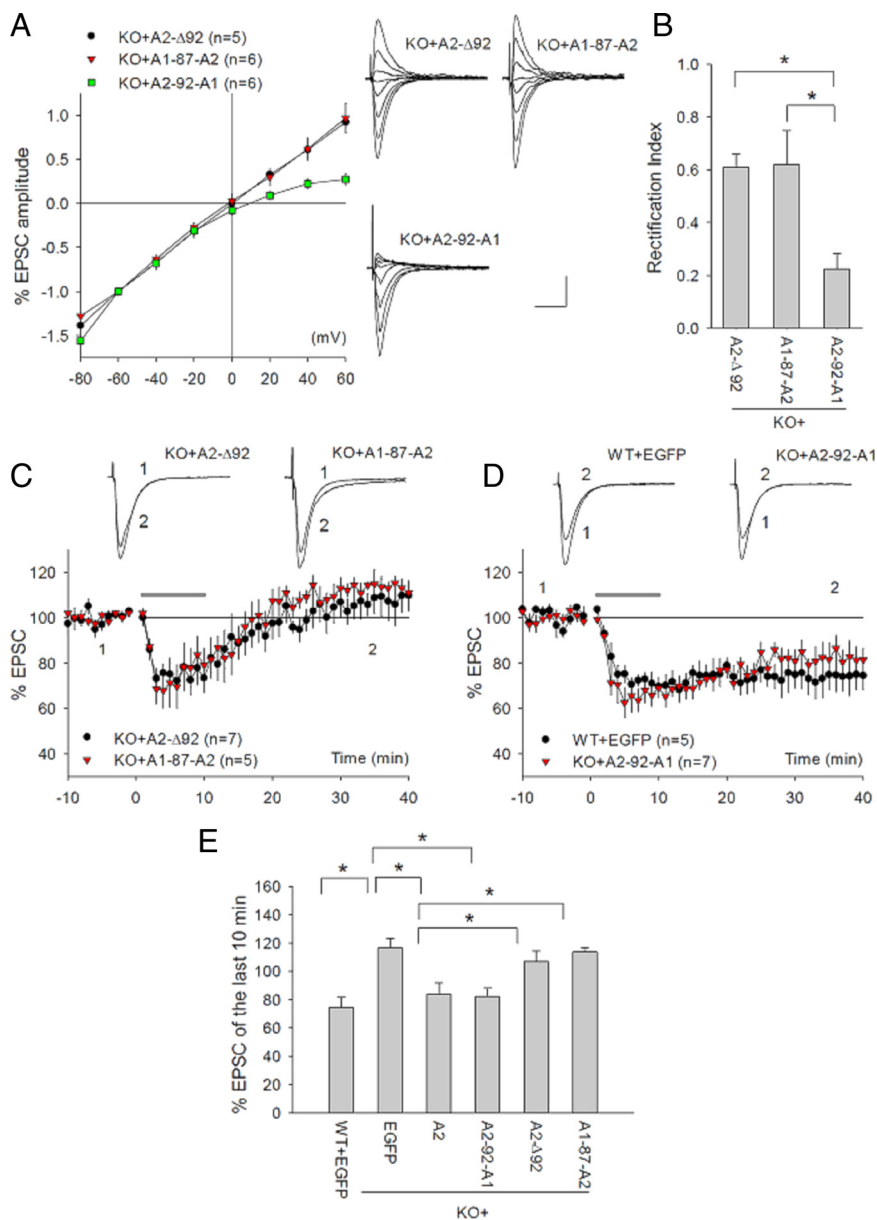 A
KO+A2-Δ92 (n=5)
KO+A1-87-A2 (n=6)
KO+A2-92-A1 (n=6)
% EPSC amplitude
1.0
0.5
0.0
-0.5
-1.0
-1.5
(mV)
-80 -60 -40 -20 0 20 40 60
KO+A2-Δ92
KO+A1-87-A2
KO+A2-92-A1
B
*
*
Rectification Index
1.0
0.8
0.6
0.4
0.2
0.0
A2-Δ 92
A1-87-A2
A2-92-A1
KO+
C
KO+A2-Δ92
KO+A1-87-A2
1
2
1
2
% EPSC
120
100
80
60
40
1
2
KO+A2-Δ92 (n=7)
KO+A1-87-A2 (n=5)
Time (min)
-10 0 10 20 30 40
D
WT+EGFP
KO+A2-92-A1
2
1
2
1
% EPSC
120
100
80
60
40
1
2
WT+EGFP (n=5)
KO+A2-92-A1 (n=7)
Time (min)
-10 0 10 20 30 40
E
*
*
*
*
*
% EPSC of the last 10 min
160
140
120
100
80
60
40
20
0
WT+EGFP
EGFP
A2
A2-92-A1
A2-Δ92
A1-87-A2
KO+